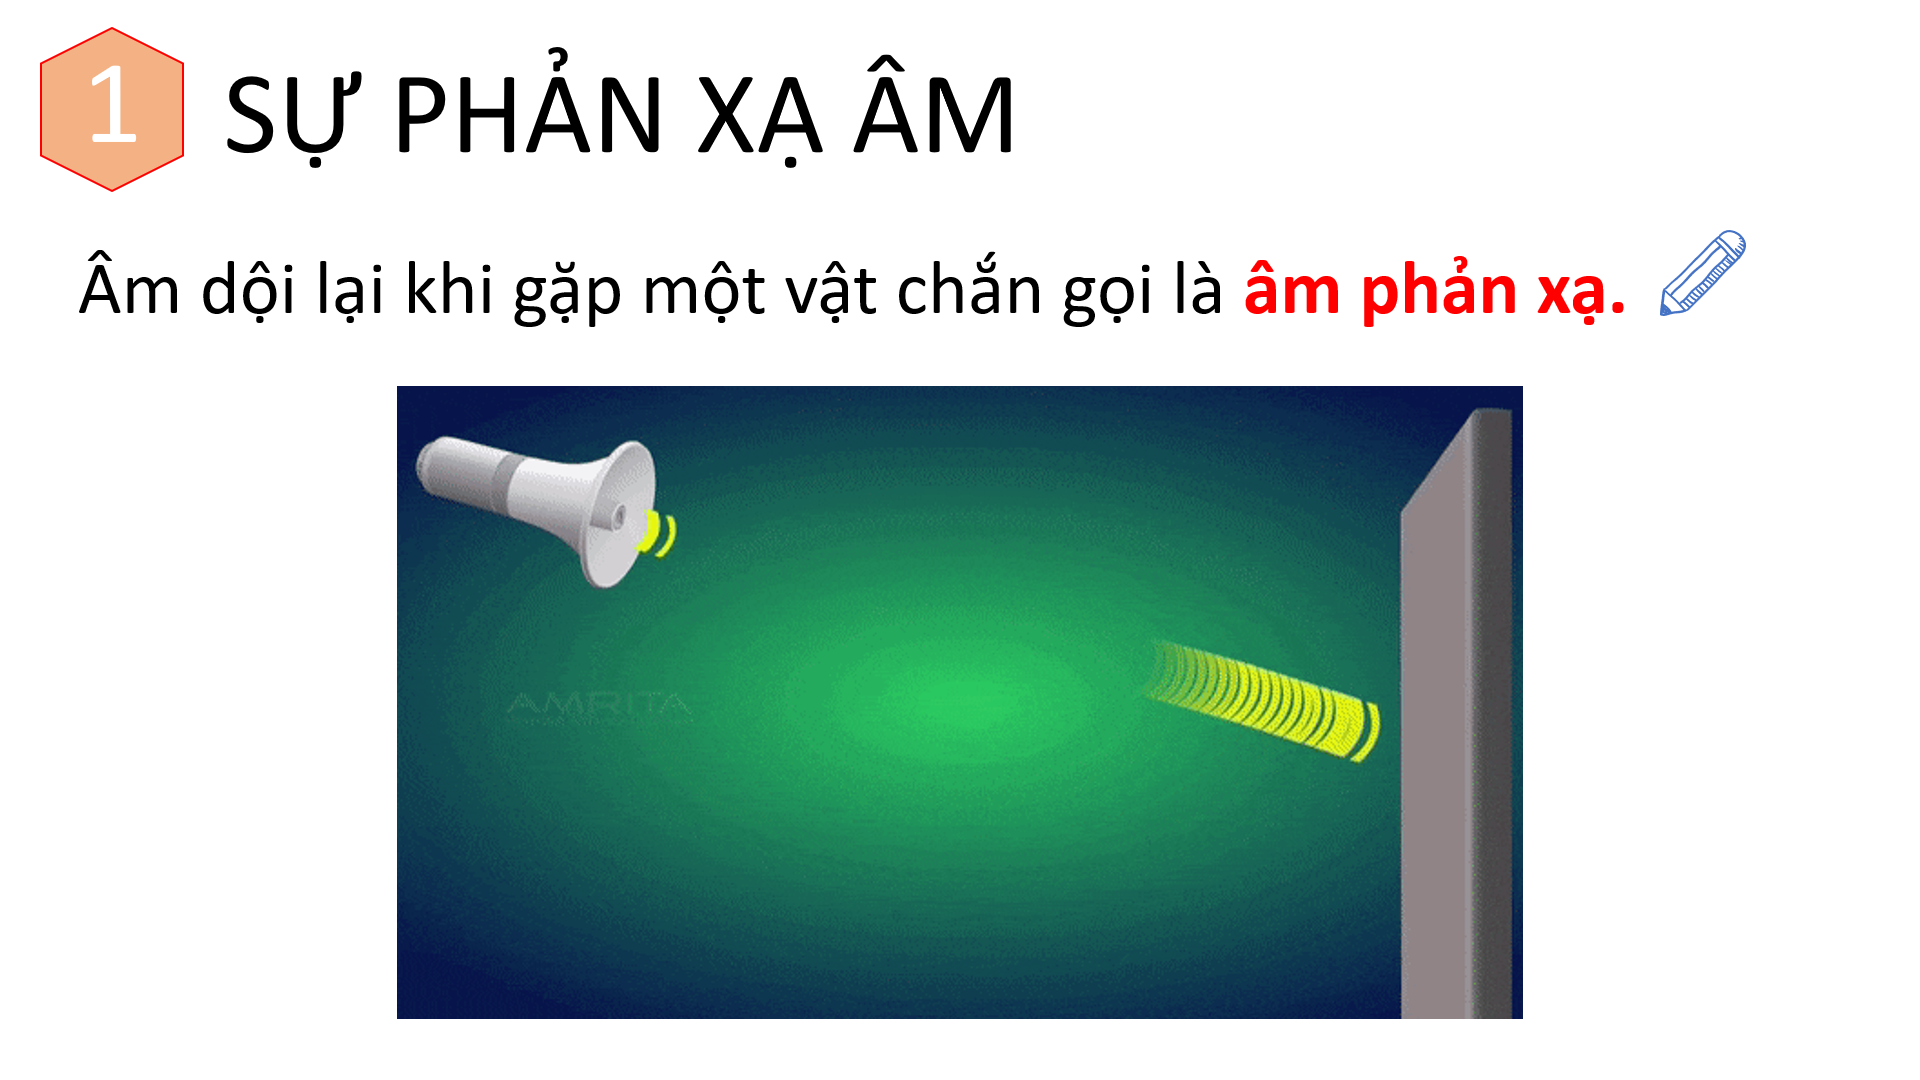 1
SỰ PHẢN XẠ ÂM
Âm dội lại khi gặp một vật chắn gọi là âm phản xạ.
AMRITA